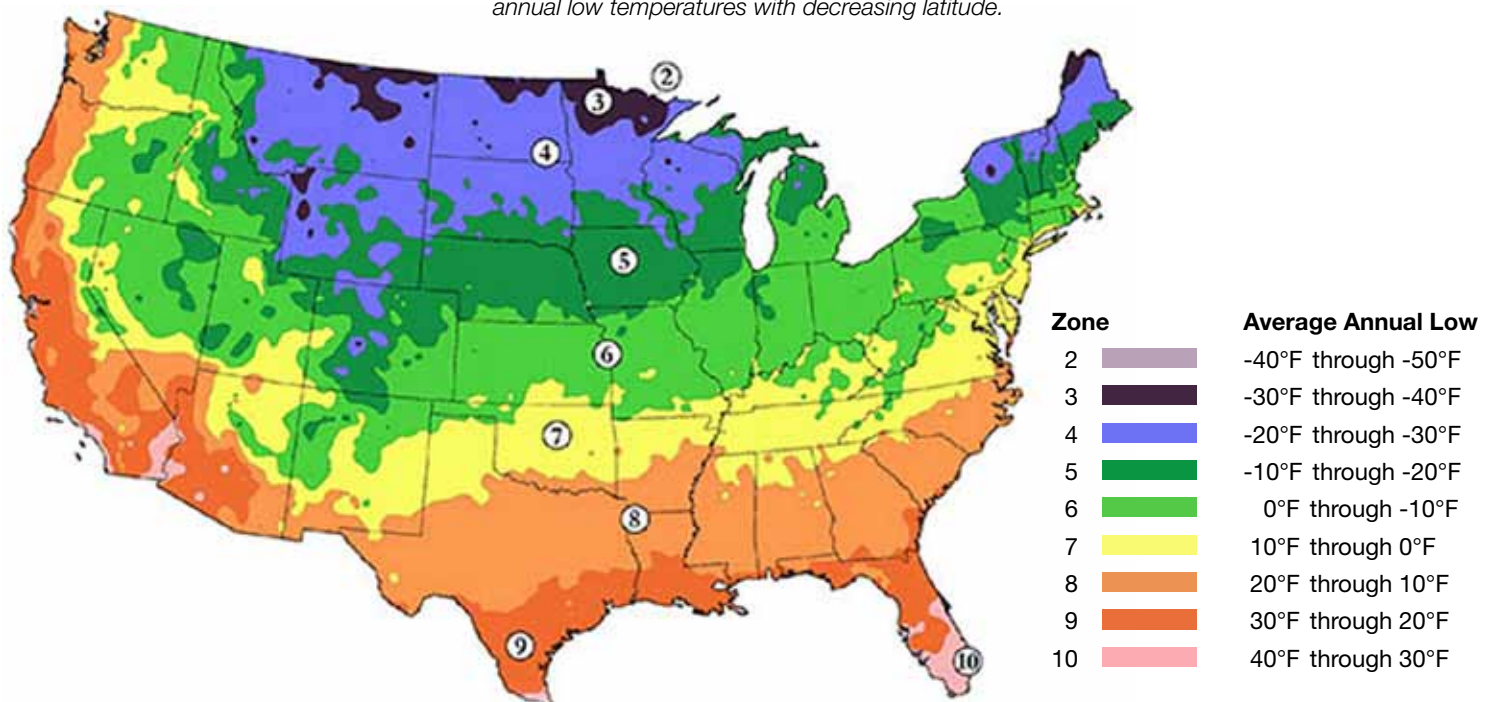 annual low temperatures with decreasing latitude.
2
3
4
5
6
7
8
9
10
Zone Average Annual Low
2 -40°F through -50°F
3 -30°F through -40°F
4 -20°F through -30°F
5 -10°F through -20°F
6 0°F through -10°F
7 10°F through 0°F
8 20°F through 10°F
9 30°F through 20°F
10 40°F through 30°F